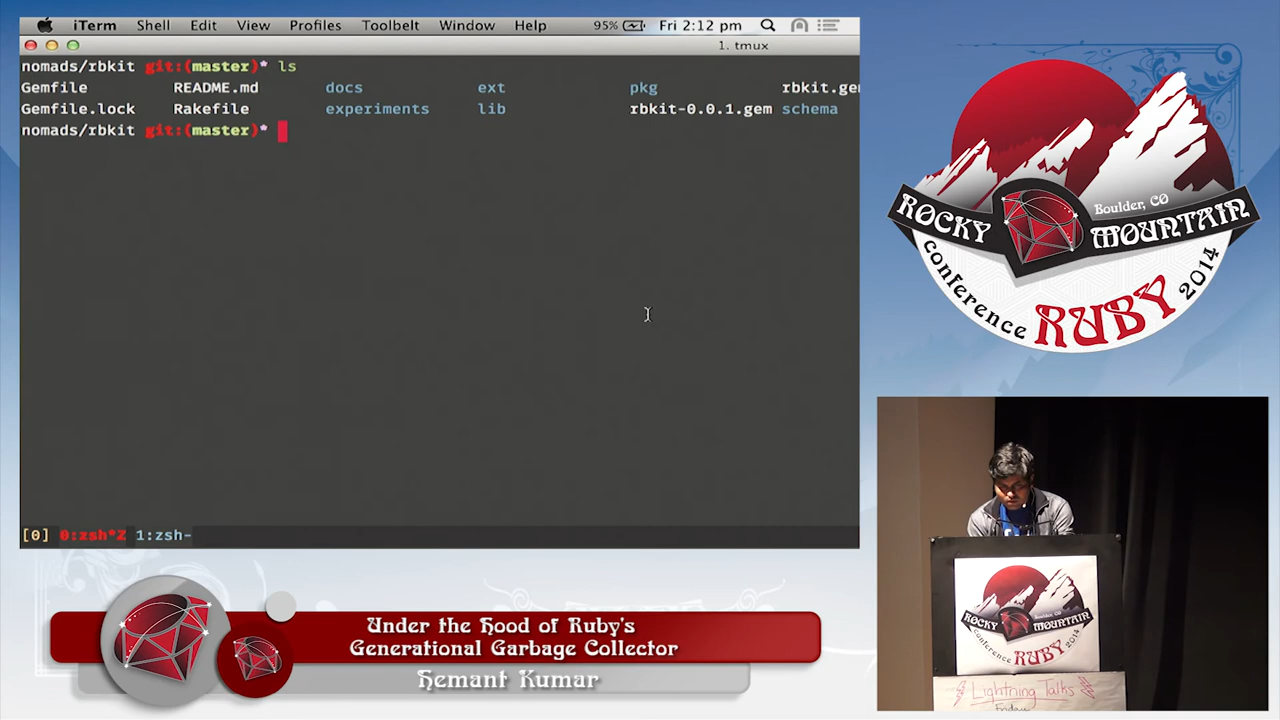 iTerm Shell Edit View Profiles Toolbelt Window Help 95% Fri 2:12 pm
1. tmux
nomads/rbkit git:(master)* ls
Gemfile README.md docs ext pkg rbkit.ge
Gemfile.lock Rakefile experiments lib rbkit-0.0.1.gem schema
nomads/rbkit git:(master)*
[0] 0:zsh*Z 1:zsh-
Boulder, CO
ROCKY MOUNTAIN
conference RUBY 2014
Under the Hood of Ruby's
Generational Garbage Collector
Hemant Kumar
ROCKY MOUNTAIN
conference RUBY 2014
Lightning Talks
Friday